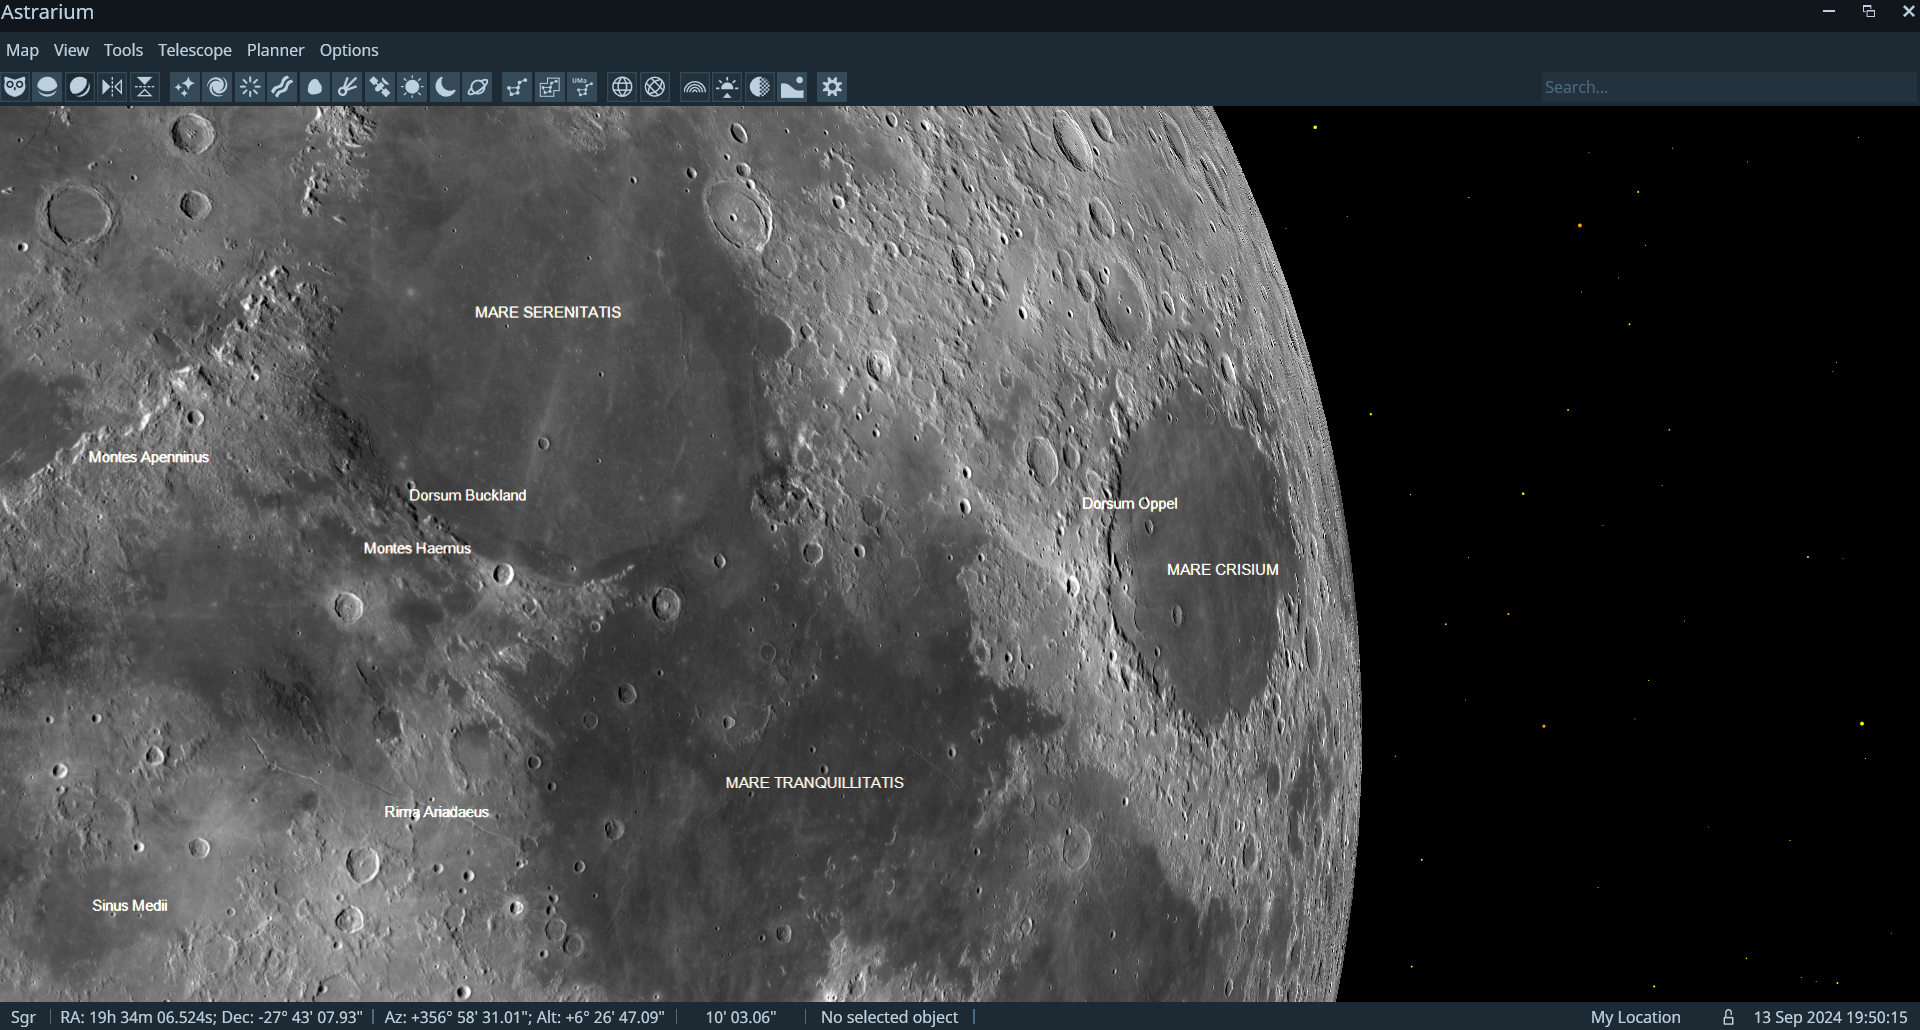 Astrarium
Map View Tools Telescope Planner Options
UMa
Search...
MARE SERENITATIS
Montes Apenninus
Dorsum Buckland
Dorsum Oppel
Montes Haemus
MARE CRISIUM
MARE TRANQUILLITATIS
Rima Ariadaeus
Sinus Medii
Sgr RA: 19h 34m 06.524s; Dec: -27° 43' 07.93" Az: +356° 58' 31.01"; Alt: +6° 26' 47.09" 10' 03.06" No selected object My Location 13 Sep 2024 19:50:15